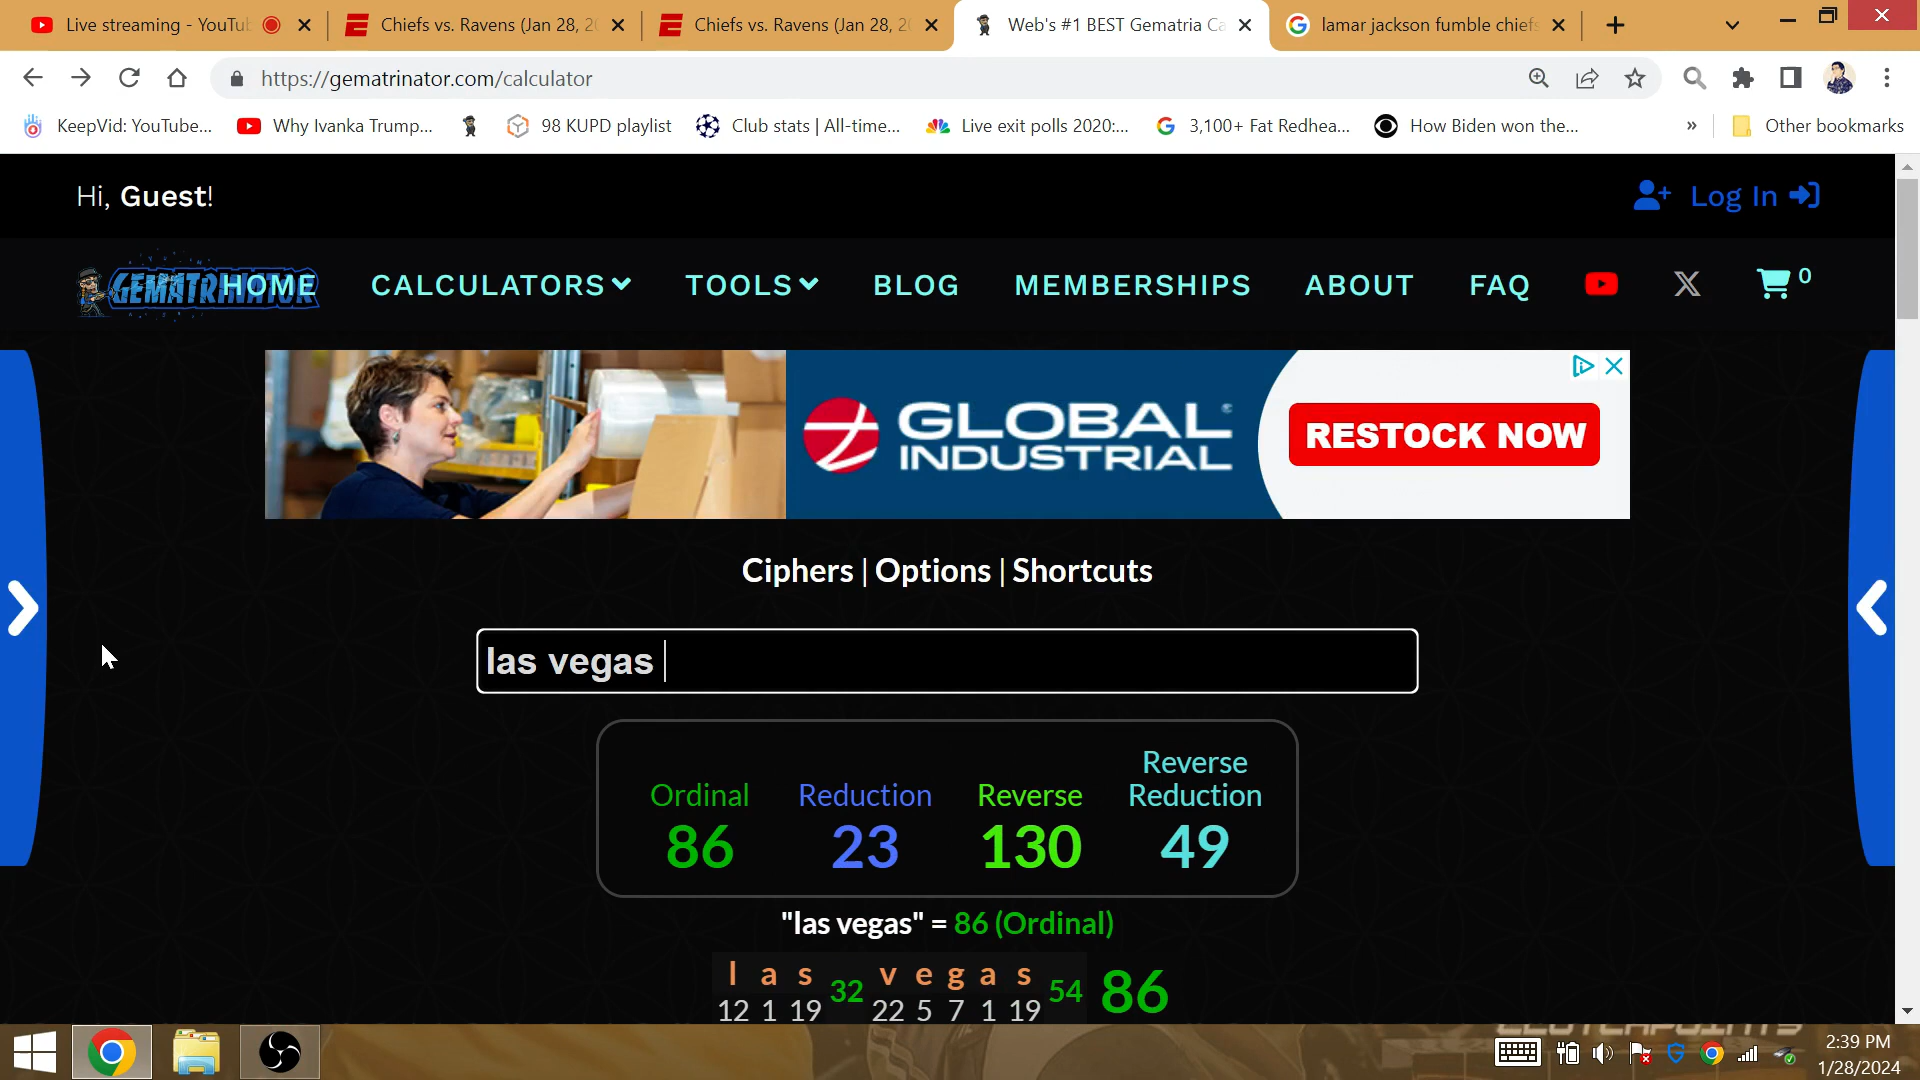 Live streaming - YouTub
Chiefs vs. Ravens (Jan 28, 20
Chiefs vs. Ravens (Jan 28, 20
Web's #1 BEST Gematria Ca
lamar jackson fumble chiefs
https://gematrinator.com/calculator
KeepVid: YouTube...
Why Ivanka Trump...
98 KUPD playlist
Club stats | All-time...
Live exit polls 2020:...
3,100+ Fat Redhea...
How Biden won the...
»
Other bookmarks
Hi, Guest!
Log In
GEMATRINATOR
HOME
CALCULATORS
TOOLS
BLOG
MEMBERSHIPS
ABOUT
FAQ
0
GLOBAL
INDUSTRIAL
RESTOCK NOW
Ciphers | Options | Shortcuts
las vegas
Ordinal
Reduction
Reverse
Reverse Reduction
86 23 130 49
"las vegas" = 86 (Ordinal)
l a s 32 v e g a s 54 86
12 1 19 22 5 7 1 19
CLUTCHPOINTS
2:39 PM
1/28/2024